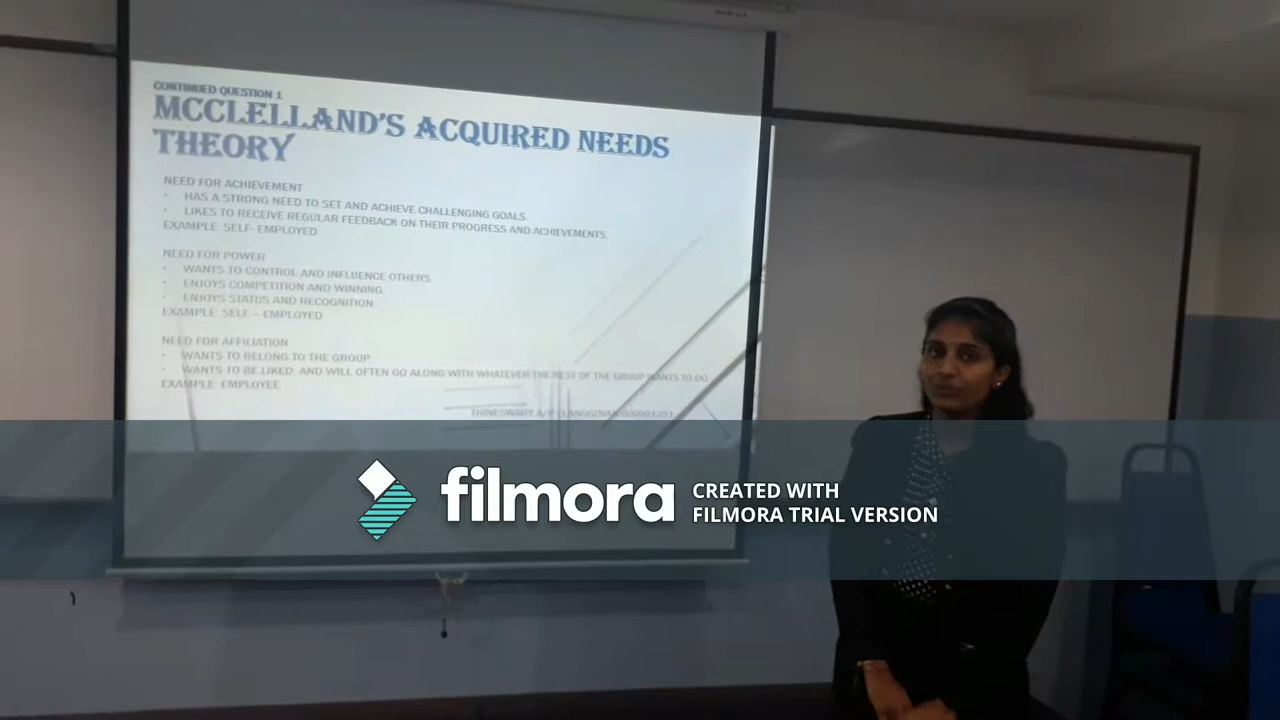 CONTINUED QUESTION 1
MCCLELLAND'S ACQUIRED NEEDS
THEORY
NEED FOR ACHIEVEMENT
• HAS A STRONG NEED TO SET AND ACHIEVE CHALLENGING GOALS.
• LIKES TO RECEIVE REGULAR FEEDBACK ON THEIR PROGRESS AND ACHIEVEMENTS.
EXAMPLE: SELF- EMPLOYED
NEED FOR POWER
• WANTS TO CONTROL AND INFLUENCE OTHERS.
• ENJOYS COMPETITION AND WINNING.
• ENJOYS STATUS AND RECOGNITION
EXAMPLE: SELF – EMPLOYED
NEED FOR AFFILIATION
• WANTS TO BELONG TO THE GROUP.
• WANTS TO BE LIKED, AND WILL OFTEN GO ALONG WITH WHATEVER THE REST OF THE GROUP WANTS TO DO
EXAMPLE: EMPLOYEE
THINESWARY A/P
filmora
CREATED WITH
FILMORA TRIAL VERSION